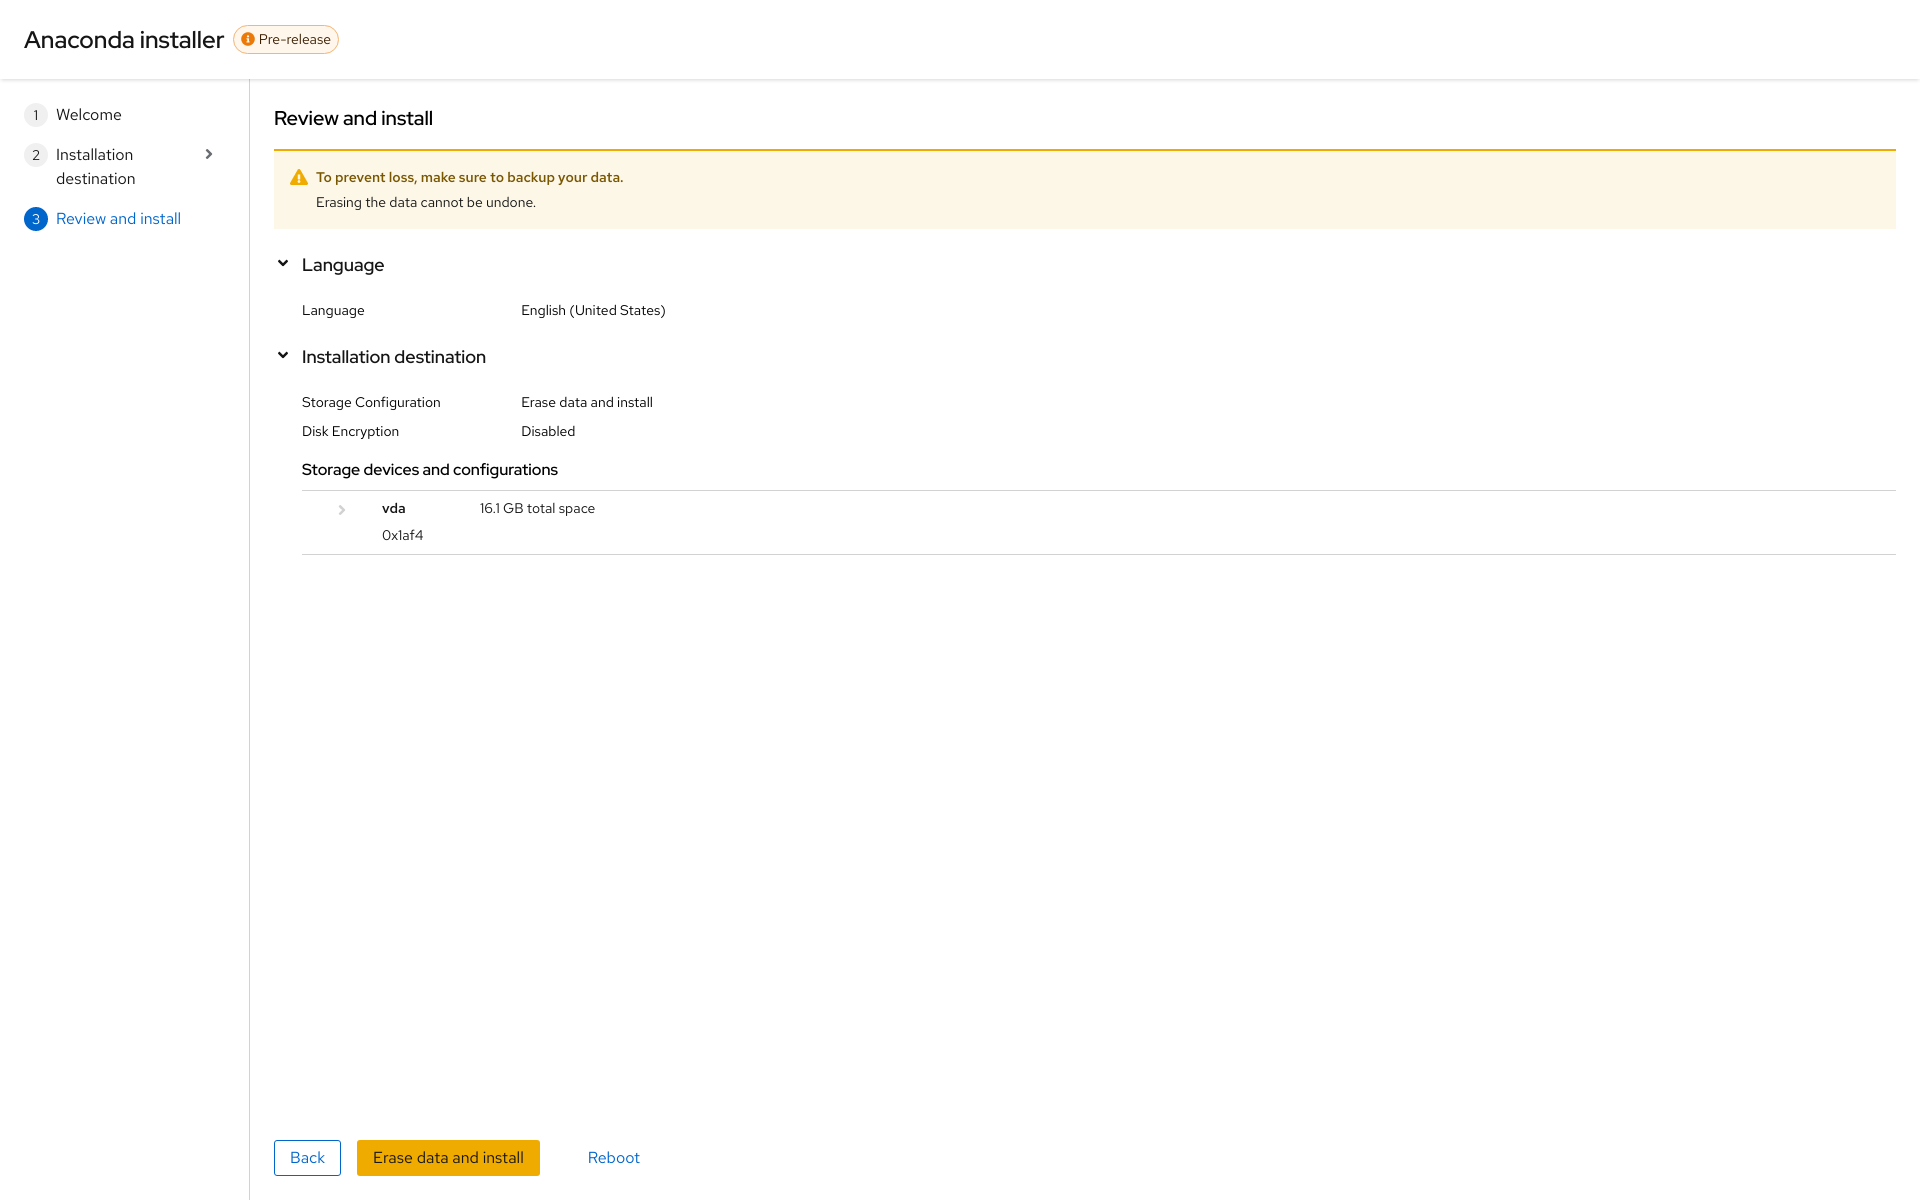 Anaconda installer
Pre-release
1 Welcome
2 Installation
destination
3 Review and install
Review and install
To prevent loss, make sure to backup your data.
Erasing the data cannot be undone.
Language
Language English (United States)
Installation destination
Storage Configuration Erase data and install
Disk Encryption Disabled
Storage devices and configurations
vda 16.1 GB total space
0x1af4
Back Erase data and install Reboot